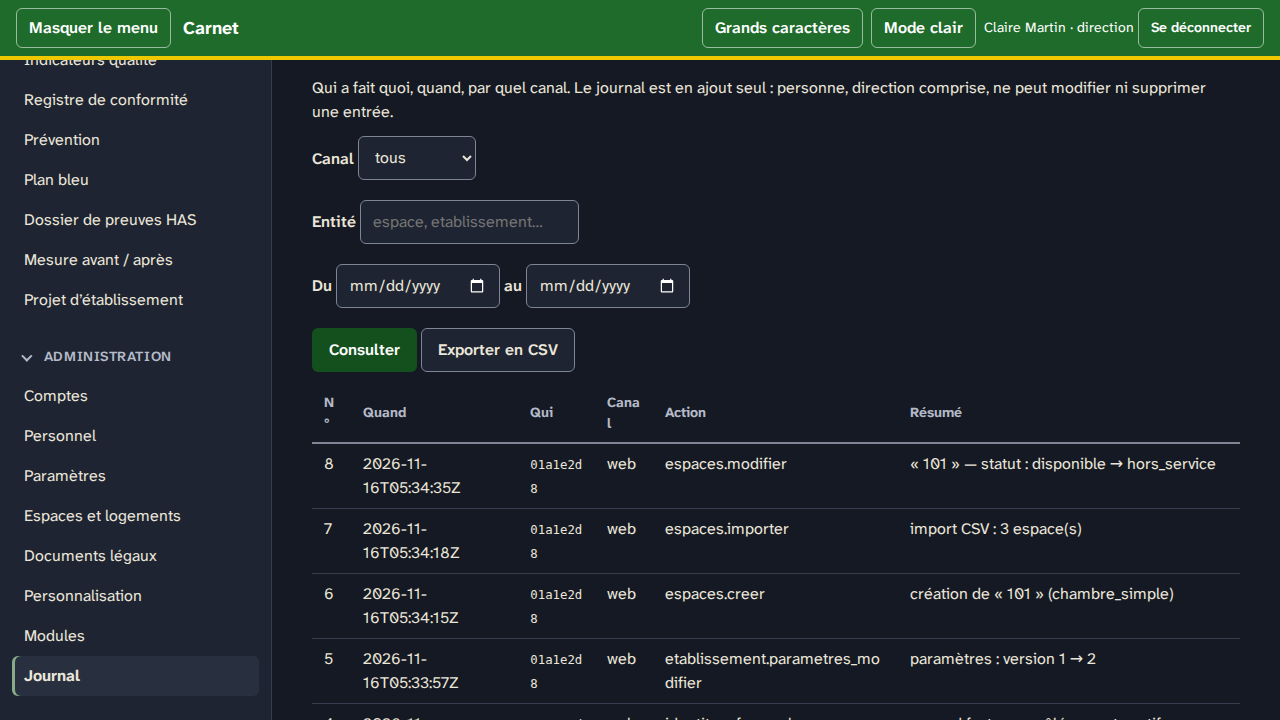 Masquer le menu
Carnet
Grands caractères
Mode clair
Claire Martin · direction
Se déconnecter
Indicateurs qualité
Registre de conformité
Prévention
Plan bleu
Dossier de preuves HAS
Mesure avant / après
Projet d’établissement
ADMINISTRATION
Comptes
Personnel
Paramètres
Espaces et logements
Documents légaux
Personnalisation
Modules
Journal
Qui a fait quoi, quand, par quel canal. Le journal est en ajout seul : personne, direction comprise, ne peut modifier ni supprimer
une entrée.
Canal tous
Entité espace, etablissement...
Du mm/dd/yyyy au mm/dd/yyyy
Consulter Exporter en CSV
N° Quand Qui Canal Action Résumé
8 2026-11-16T05:34:35Z 01a1e2d8 web espaces.modifier « 101 » — statut : disponible → hors_service
7 2026-11-16T05:34:18Z 01a1e2d8 web espaces.importer import CSV : 3 espace(s)
6 2026-11-16T05:34:15Z 01a1e2d8 web espaces.creer création de « 101 » (chambre_simple)
5 2026-11-16T05:33:57Z 01a1e2d8 web etablissement.parametres_modifier paramètres : version 1 → 2